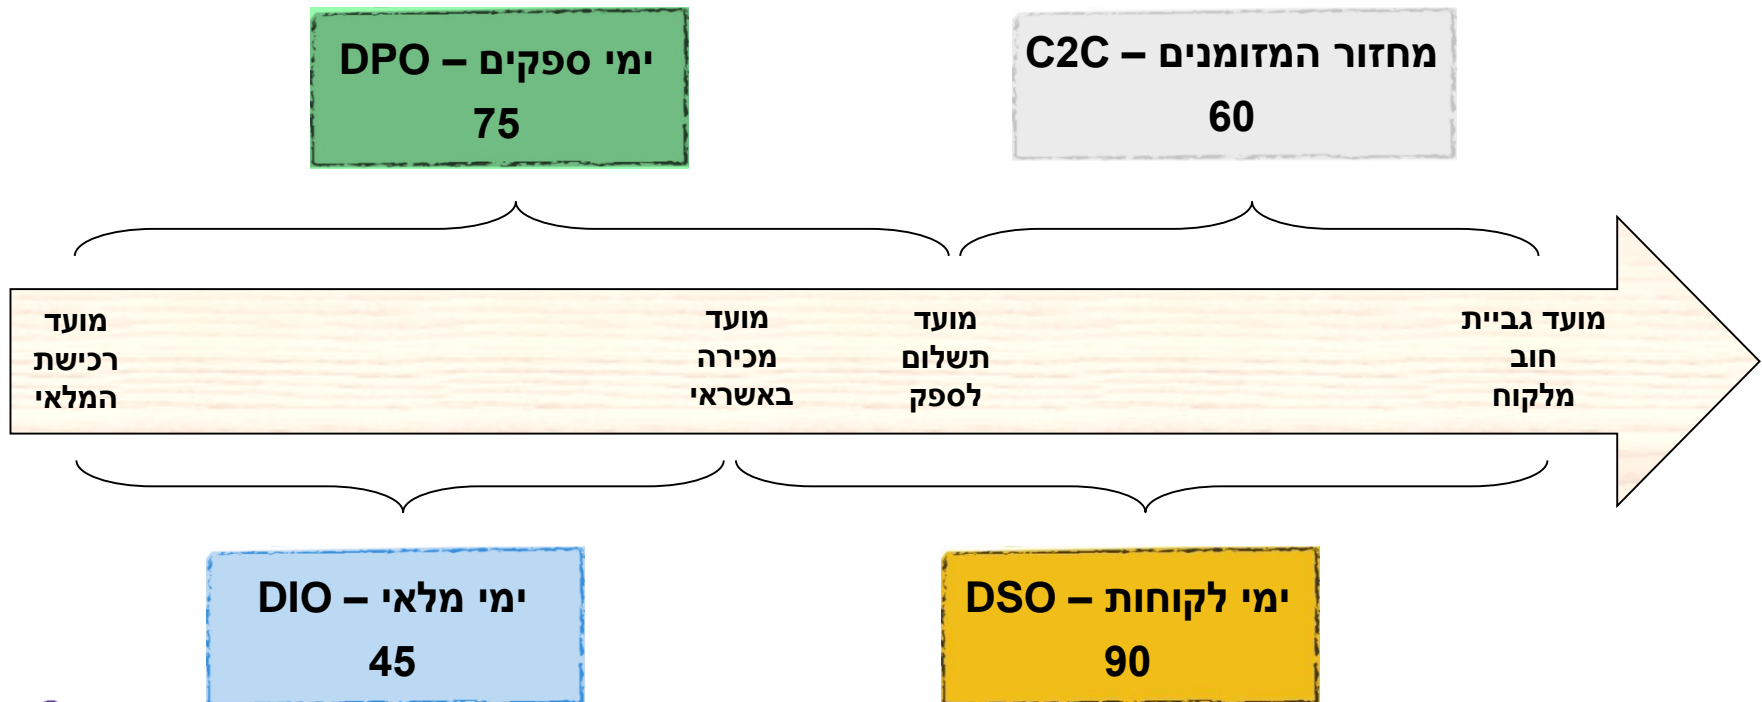 מחזור המזומנים – C2C
60
ימי ספקים – DPO
75
מועד
רכישת
המלאי
מועד
מכירה
באשראי
מועד
תשלום
לספק
מועד גביית
חוב
מלקוח
ימי מלאי – DIO
45
ימי לקוחות – DSO
90